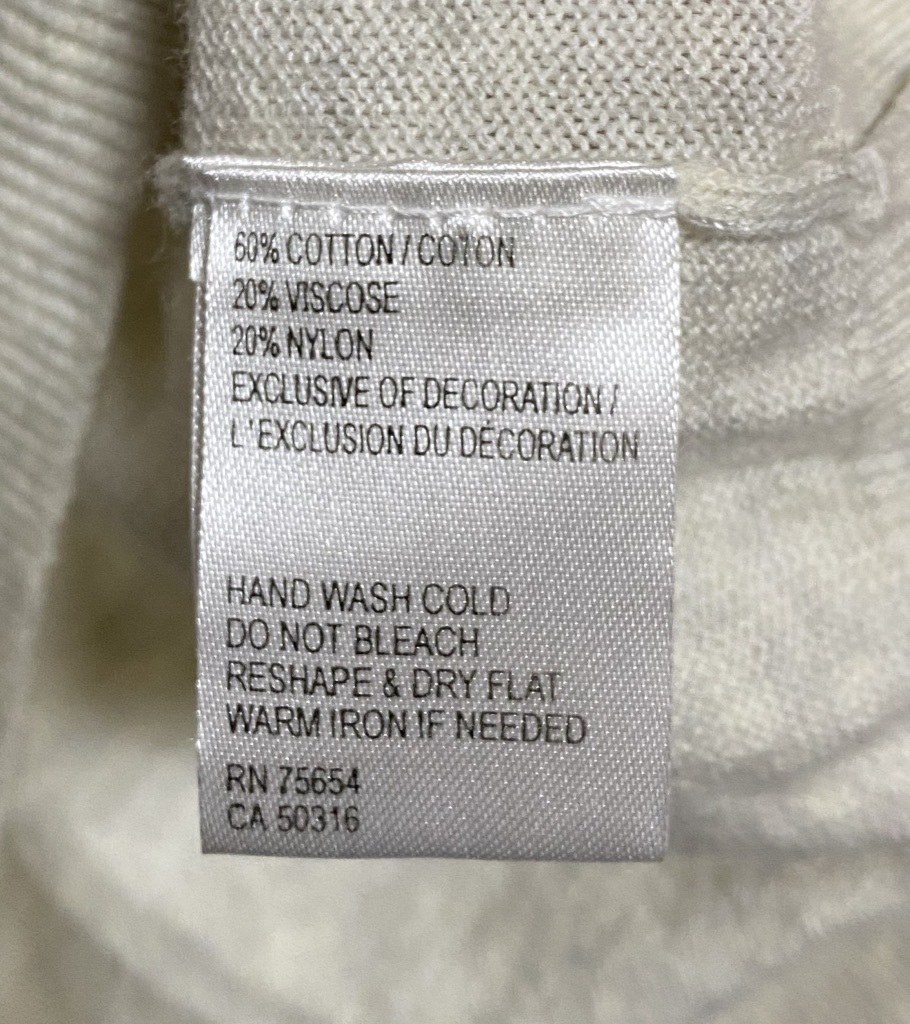 60% COTTON / COTON
20% VISCOSE
20% NYLON
EXCLUSIVE OF DECORATION /
L'EXCLUSION DU DÉCORATION
HAND WASH COLD
DO NOT BLEACH
RESHAPE & DRY FLAT
WARM IRON IF NEEDED
RN 75654
CA 50316